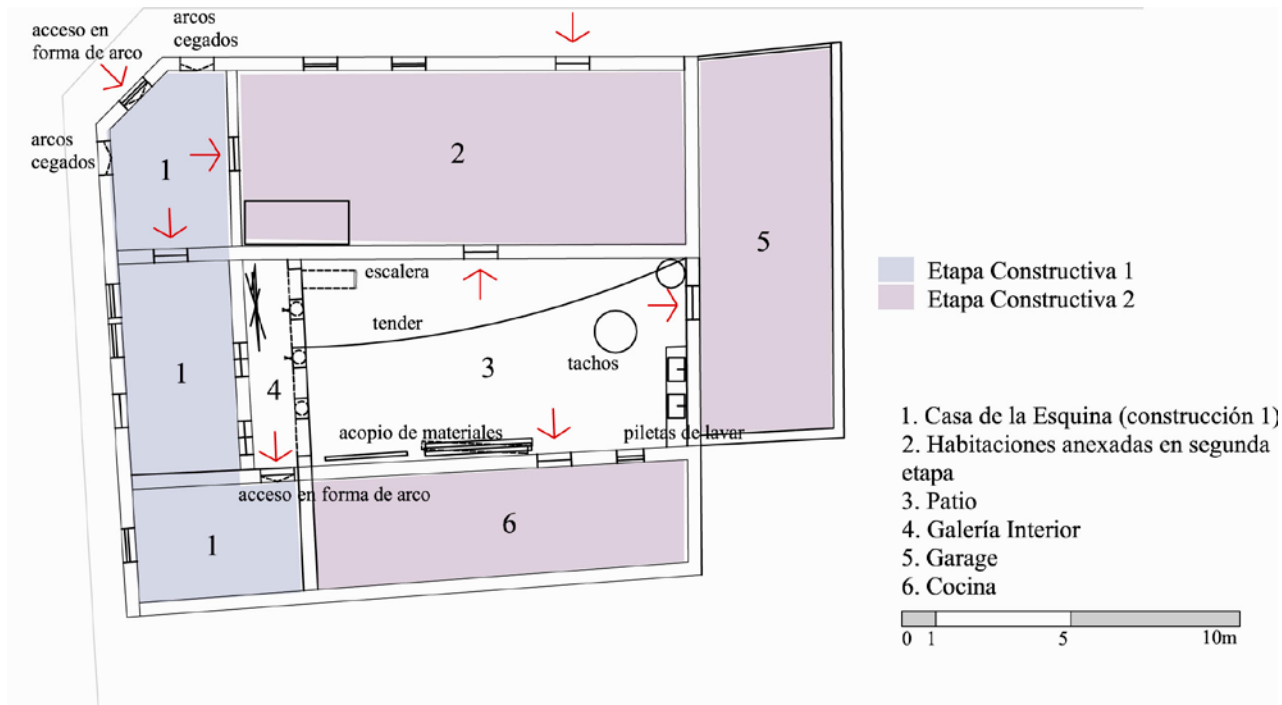 acceso en
forma de arco
arcos
cegados
arcos
cegados
1
2
5
escalera
tender
tachos
3
1
4
acopio de materiales
piletas de lavar
acceso en forma de arco
1
6
Etapa Constructiva 1
Etapa Constructiva 2
1. Casa de la Esquina (construcción 1)
2. Habitaciones anexadas en segunda
etapa
3. Patio
4. Galería Interior
5. Garage
6. Cocina
0 1 5 10m